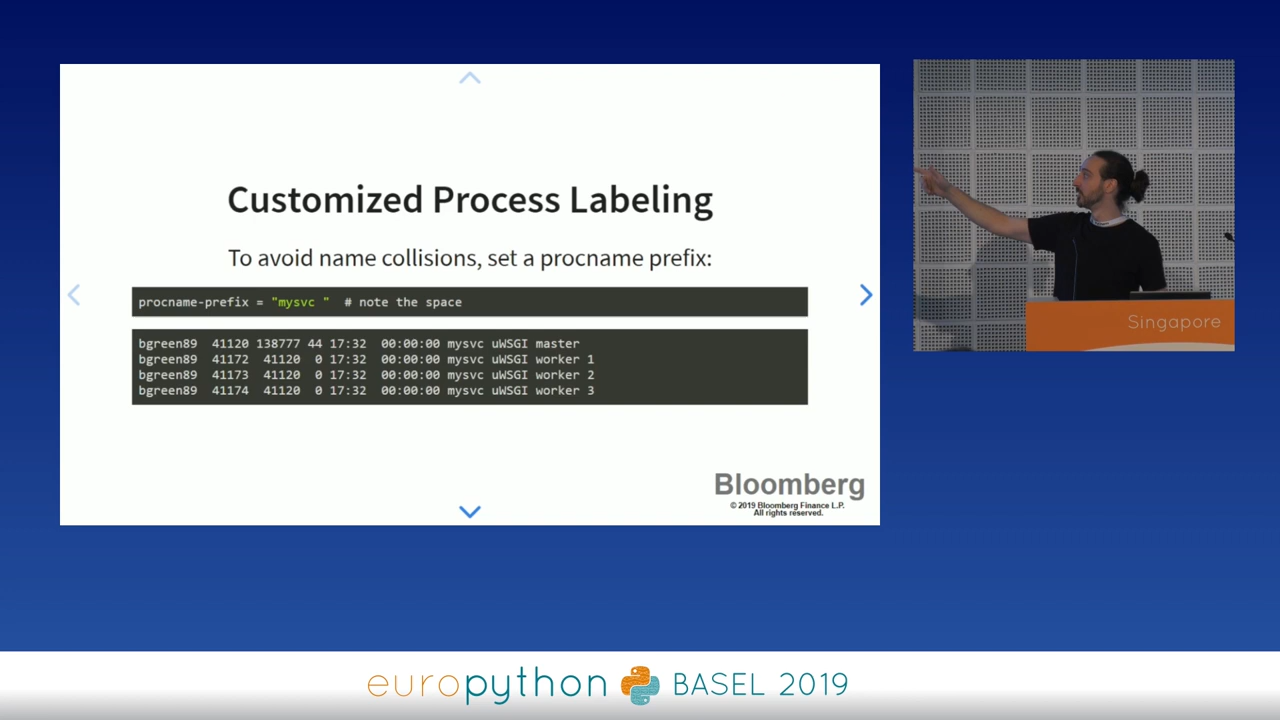 Customized Process Labeling
To avoid name collisions, set a procname prefix:
procname-prefix = "mysvc "  # note the space
bgreen89  41120 138777 44 17:32  00:00:00 mysvc uWSGI master
bgreen89  41172  41120  0 17:32  00:00:00 mysvc uWSGI worker 1
bgreen89  41173  41120  0 17:32  00:00:00 mysvc uWSGI worker 2
bgreen89  41174  41120  0 17:32  00:00:00 mysvc uWSGI worker 3
Bloomberg
© 2019 Bloomberg Finance L.P.
All rights reserved.
Singapore
europython BASEL 2019